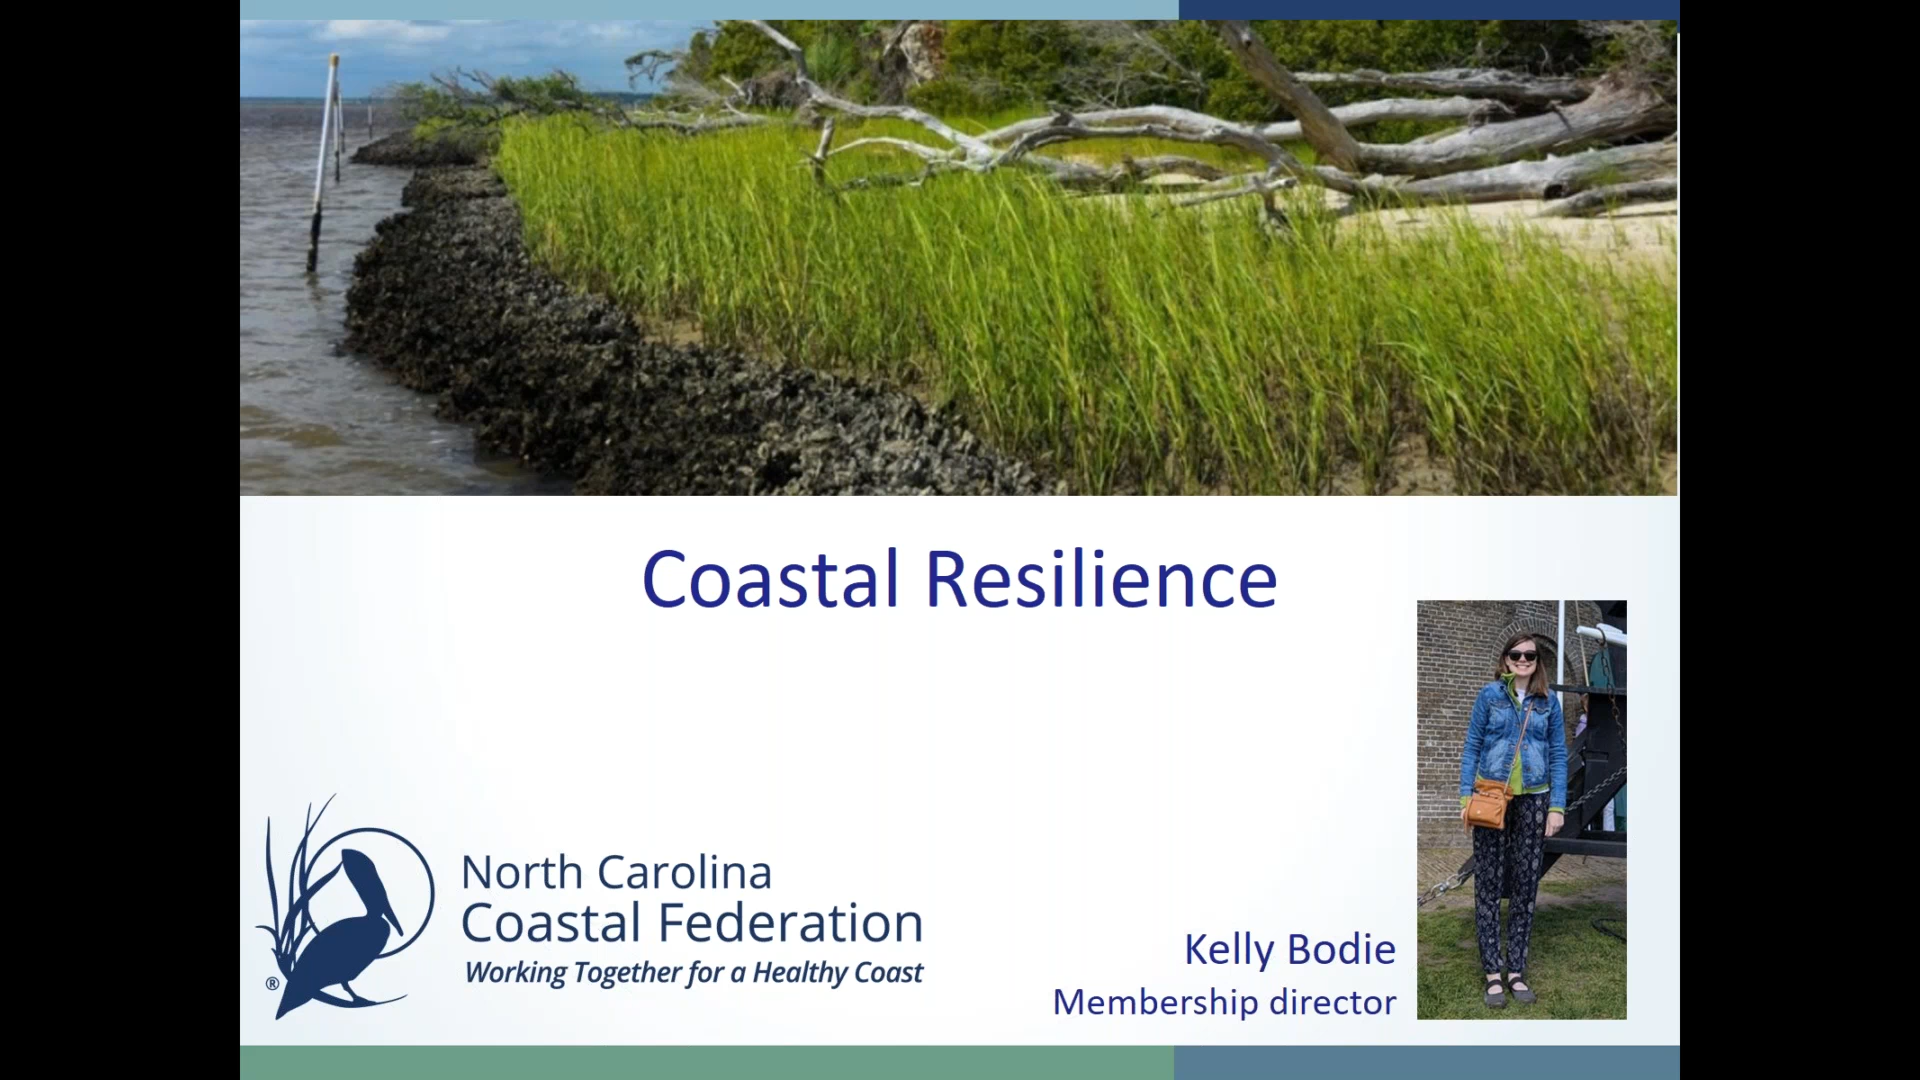 Coastal Resilience
North Carolina
Coastal Federation
Working Together for a Healthy Coast
®
Kelly Bodie
Membership director